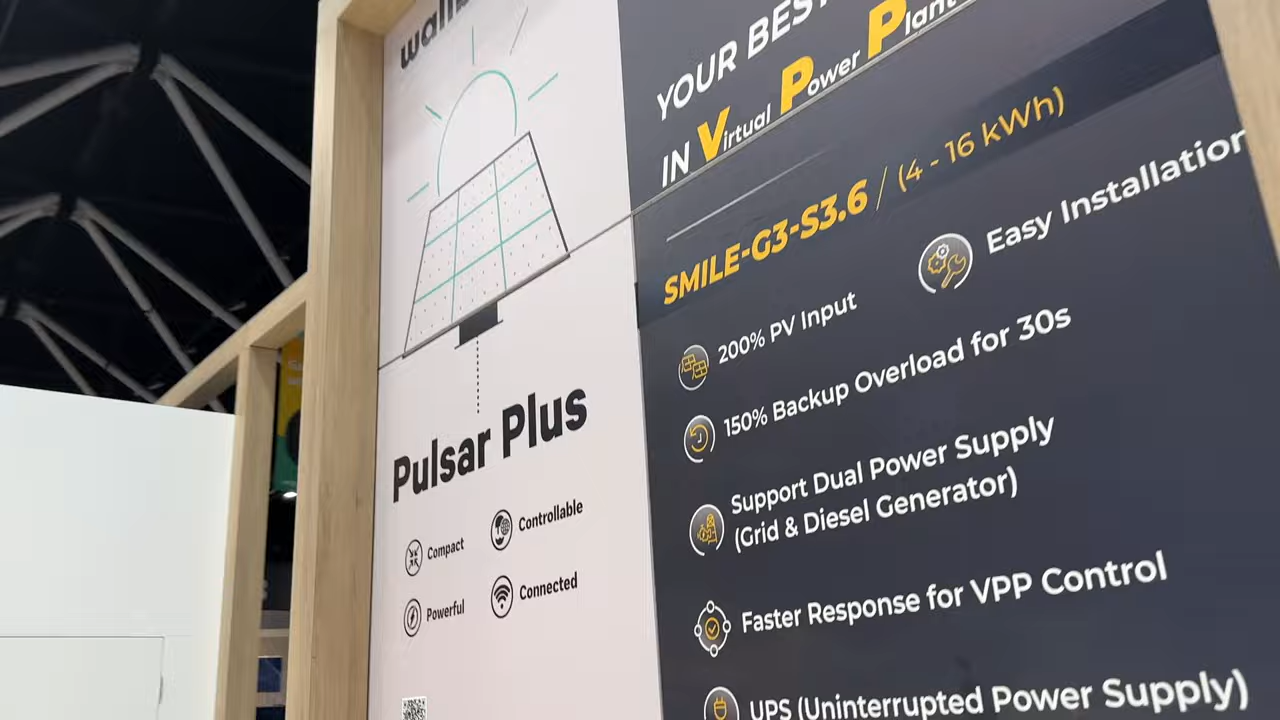 Pulsar Plus
Compact
Controllable
Powerful
Connected
YOUR BEST
IN Virtual Power Plant
SMILE-G3-S3.6 / (4 - 16 kWh)
Easy Installation
200% PV Input
150% Backup Overload for 30s
Support Dual Power Supply
(Grid & Diesel Generator)
Faster Response for VPP Control
UPS (Uninterrupted Power Supply)